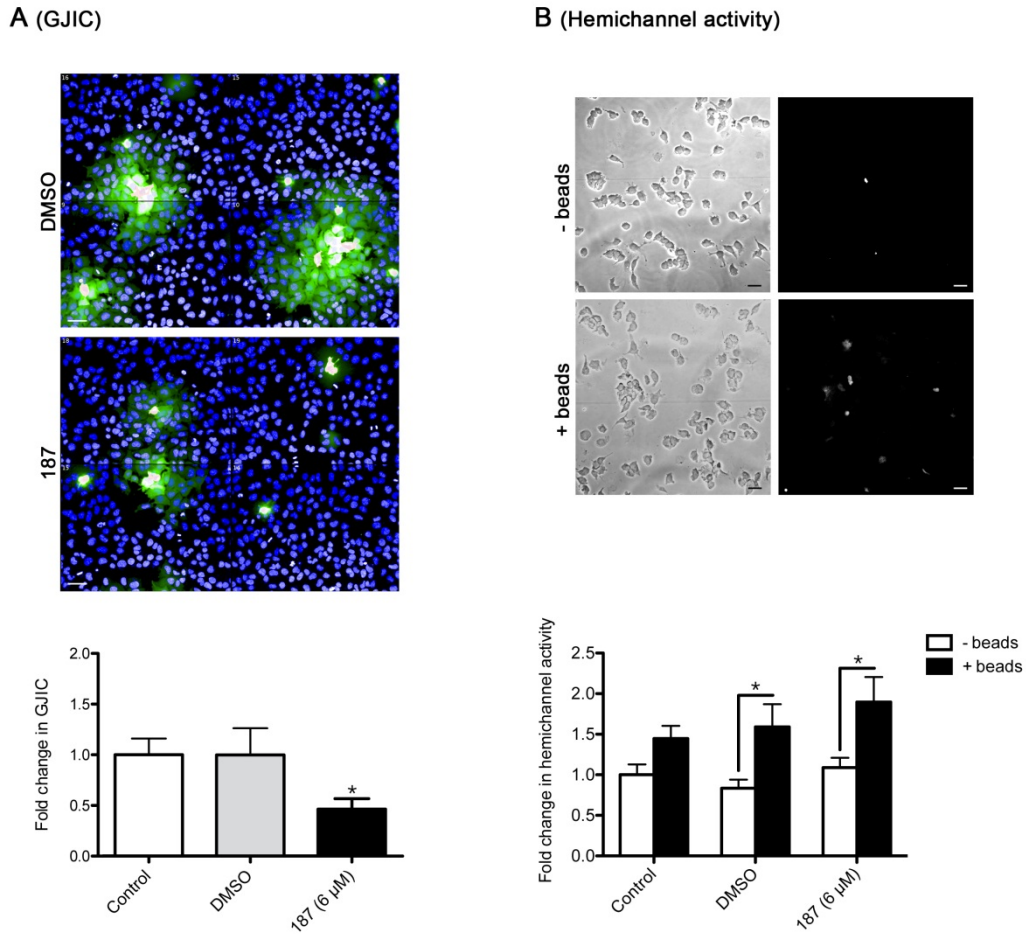 A (GJIC)
DMSO
187
Fold change in GJIC
2.0
1.5
1.0
0.5
0.0
*
Control
DMSO
187 (6 µM)
B (Hemichannel activity)
- beads
+ beads
Fold change in hemichannel activity
2.5
2.0
1.5
1.0
0.5
0.0
*
*
Control
DMSO
187 (6 µM)
- beads
+ beads